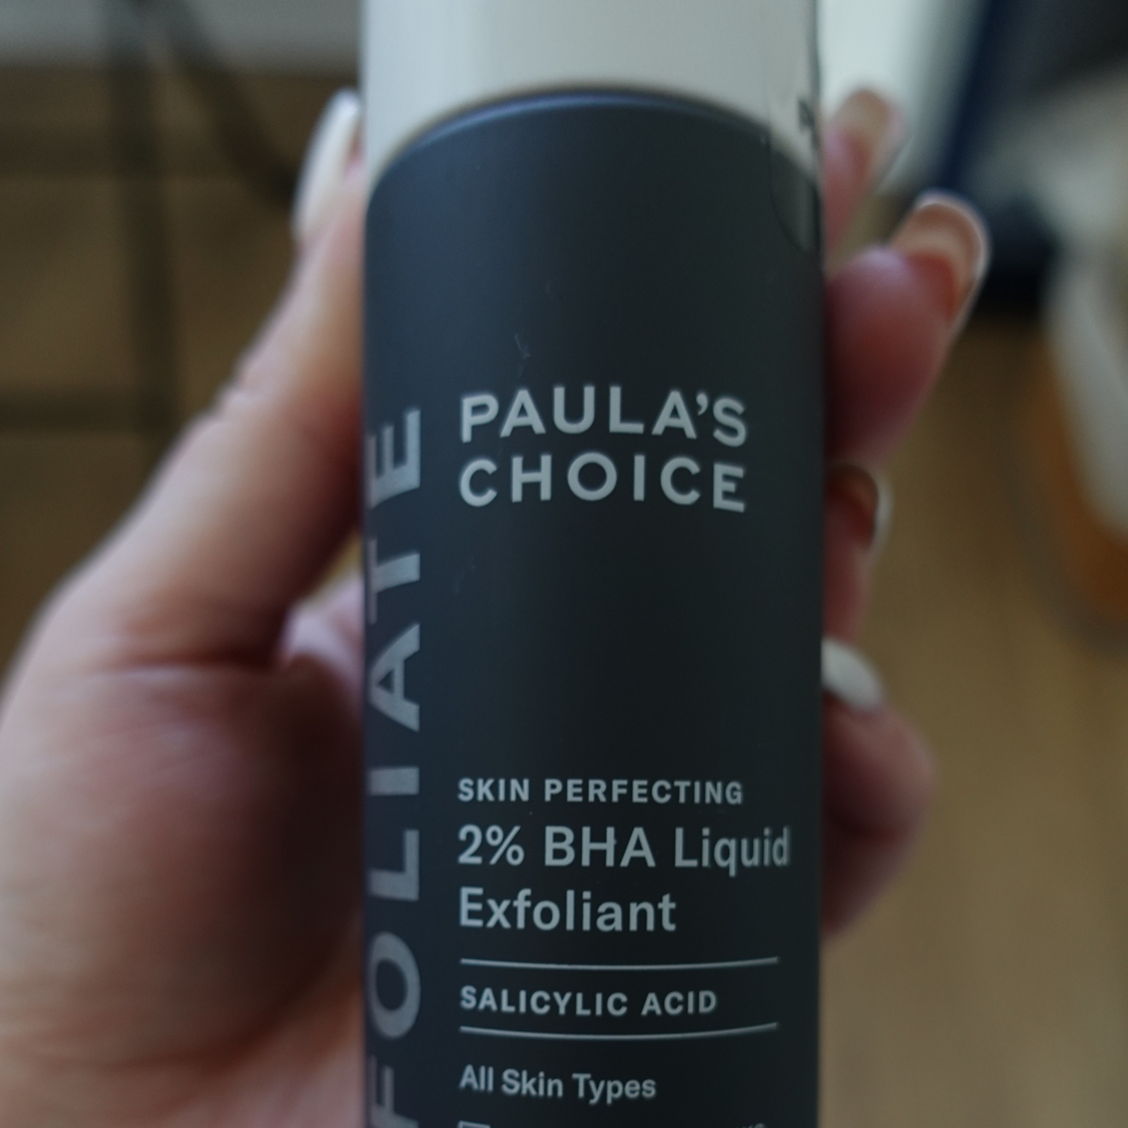 PAULA'S
CHOICE
SKIN PERFECTING
2% BHA Liquid
Exfoliant
SALICYLIC ACID
All Skin Types
FOLIATE